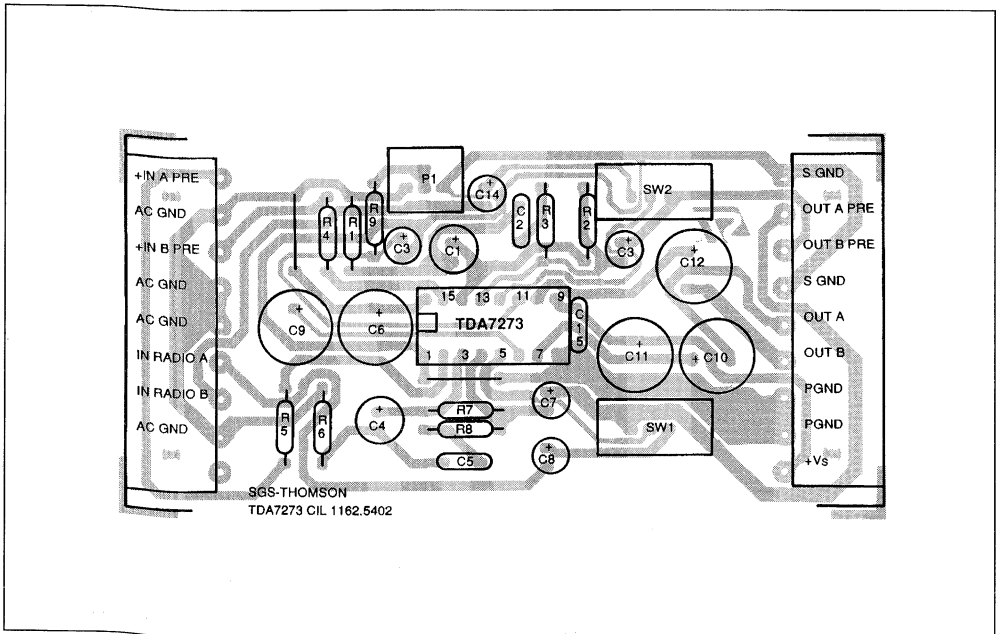 +IN A PRE
AC GND
+IN B PRE
AC GND
AC GND
IN RADIO A
IN RADIO B
AC GND
P1
C14
R4
R1
R9
C3
C1
C2
R3
R2
SW2
C3
C12
C9
C6
15 13 11 9
TDA7273
1 3 5 7
C15
C11
C10
R5
R6
C4
R7
R8
C5
C7
C8
SW1
S GND
OUT A PRE
OUT B PRE
S GND
OUT A
OUT B
PGND
PGND
+Vs
SGS-THOMSON
TDA7273 CIL 1162.5402